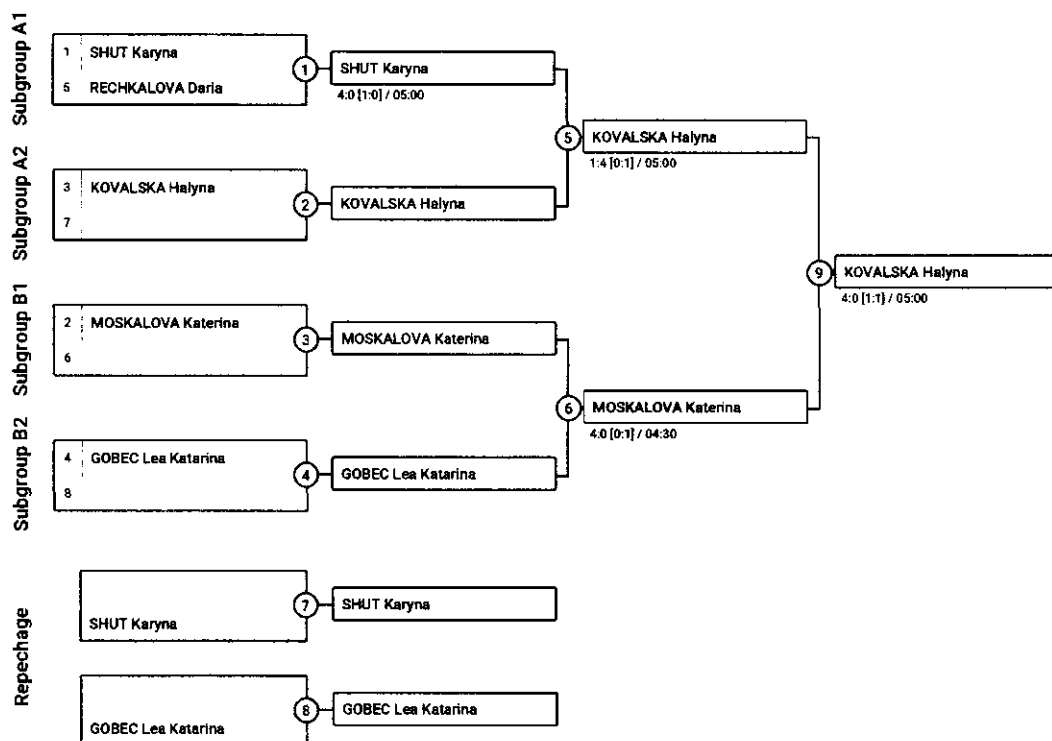 Subgroup A1
1 SHUT Karyna
5 RECHKALOVA Daria
1
SHUT Karyna
4:0 [1:0] / 05:00
5
KOVALSKA Halyna
1:4 [0:1] / 05:00
Subgroup A2
3 KOVALSKA Halyna
7
2
KOVALSKA Halyna
9
KOVALSKA Halyna
4:0 [1:1] / 05:00
Subgroup B1
2 MOSKALOVA Katerina
6
3
MOSKALOVA Katerina
6
MOSKALOVA Katerina
4:0 [0:1] / 04:30
Subgroup B2
4 GOBEC Lea Katarina
8
4
GOBEC Lea Katarina
Repechage
SHUT Karyna
7
SHUT Karyna
GOBEC Lea Katarina
8
GOBEC Lea Katarina